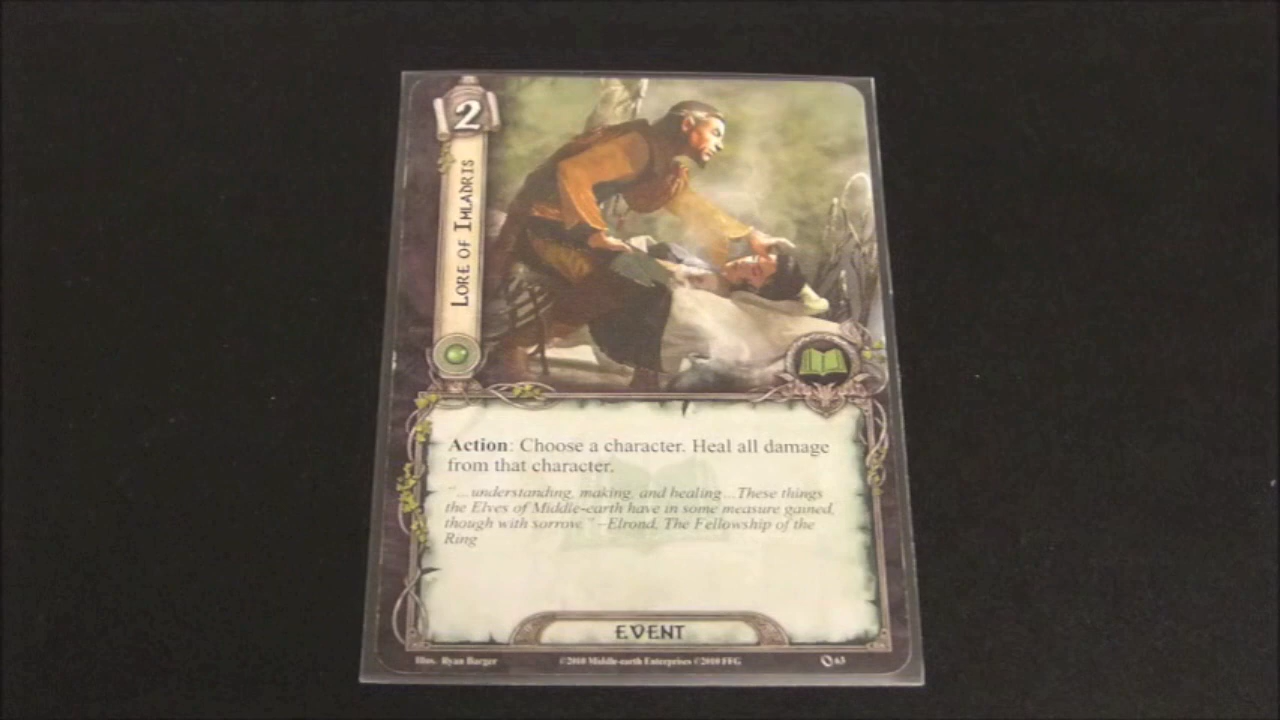 2
LORE OF IMLADRIS
Action: Choose a character. Heal all damage
from that character.
"...understanding, making, and healing...These things
the Elves of Middle-earth have in some measure gained,
though with sorrow." –Elrond, The Fellowship of the
Ring
EVENT
Illus. Ryan Barger
©2010 Middle-earth Enterprises ©2010 FFG
63